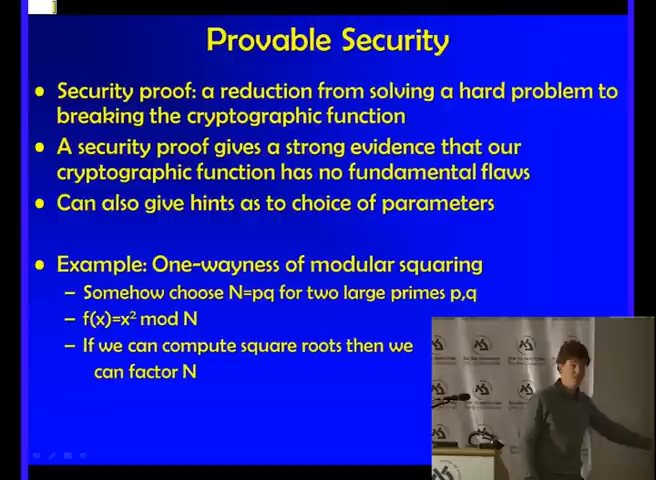 Provable Security
• Security proof: a reduction from solving a hard problem to
breaking the cryptographic function
• A security proof gives a strong evidence that our
cryptographic function has no fundamental flaws
• Can also give hints as to choice of parameters
• Example: One-wayness of modular squaring
– Somehow choose N=pq for two large primes p,q
– f(x)=x² mod N
– If we can compute square roots then we
can factor N